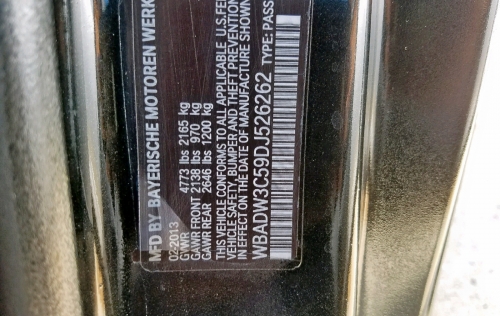 MFD BY BAYERISCHE MOTOREN WERK
02-2013
GVWR 4773 lbs 2165 kg
GAWR FRONT 2138 lbs 970 kg
GAWR REAR 2646 lbs 1200 kg
THIS VEHICLE CONFORMS TO ALL APPLICABLE U.S. FED
VEHICLE SAFETY, BUMPER AND THEFT PREVENTION
IN EFFECT ON THE DATE OF MANUFACTURE SHOWN
WBADW3C59DJ526262
TYPE: PASS